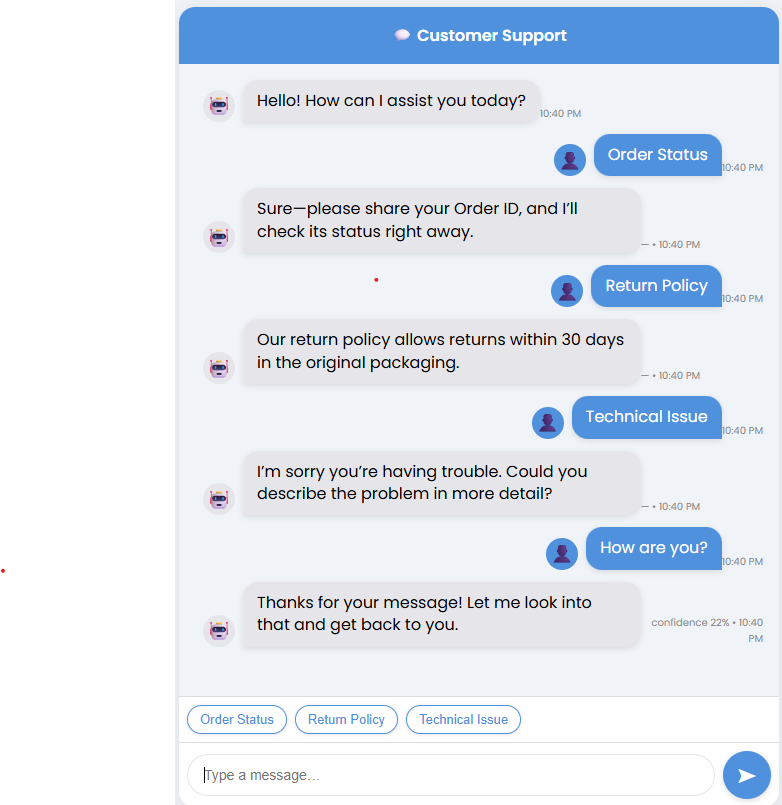 Customer Support
Hello! How can I assist you today?
10:40 PM
Order Status
10:40 PM
Sure—please share your Order ID, and I’ll
check its status right away.
— • 10:40 PM
Return Policy
10:40 PM
Our return policy allows returns within 30 days
in the original packaging.
— • 10:40 PM
Technical Issue
10:40 PM
I’m sorry you’re having trouble. Could you
describe the problem in more detail?
— • 10:40 PM
How are you?
10:40 PM
Thanks for your message! Let me look into
that and get back to you.
confidence 22% • 10:40
PM
Order Status
Return Policy
Technical Issue
Type a message…